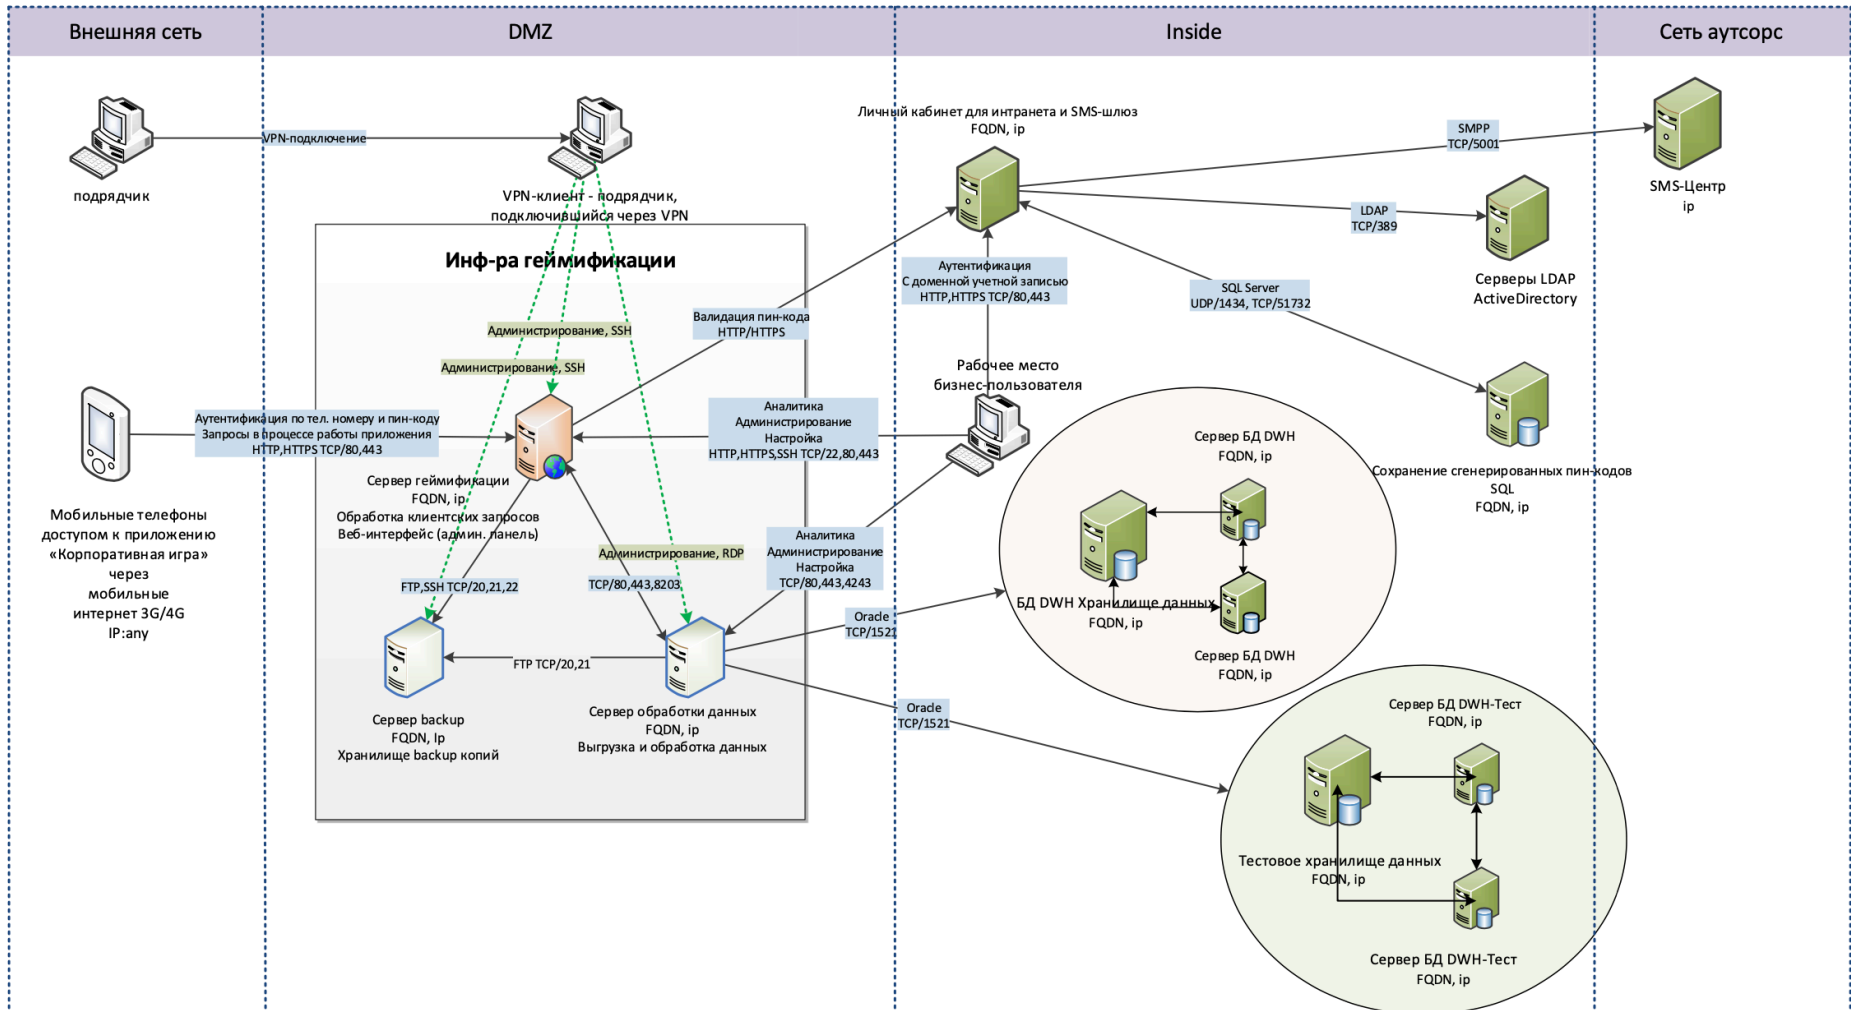 Внешняя сеть
DMZ
Inside
Сеть аутсорс
подрядчик
VPN-подключение
VPN-клиент - подрядчик,
подключившийся через VPN
Личный кабинет для интранета и SMS-шлюз
FQDN, ip
SMPP
TCP/5001
SMS-Центр
ip
LDAP
TCP/389
Серверы LDAP
ActiveDirectory
Инф-ра геймификации
Аутентификация
С доменной учетной записью
HTTP,HTTPS TCP/80,443
SQL Server
UDP/1434, TCP/51732
Валидация пин-кода
HTTP/HTTPS
Администрирование, SSH
Администрирование, SSH
Рабочее место
бизнес-пользователя
Аутентификация по тел. номеру и пин-коду
Запросы в процессе работы приложения
HTTP,HTTPS TCP/80,443
Аналитика
Администрирование
Настройка
HTTP,HTTPS,SSH TCP/22,80,443
Сервер БД DWH
FQDN, ip
Сохранение сгенерированных пин-кодов
SQL
FQDN, ip
Сервер геймификации
FQDN, ip
Обработка клиентских запросов
Веб-интерфейс (админ. панель)
Мобильные телефоны
доступом к приложению
«Корпоративная игра»
через
мобильные
интернет 3G/4G
IP:any
Администрирование, RDP
Аналитика
Администрирование
Настройка
TCP/80,443,4243
FTP,SSH TCP/20,21,22
TCP/80,443,8203
БД DWH Хранилище данных
FQDN, ip
Oracle
TCP/1521
Сервер БД DWH
FQDN, ip
FTP TCP/20,21
Сервер backup
FQDN, Ip
Хранилище backup копий
Сервер обработки данных
FQDN, ip
Выгрузка и обработка данных
Oracle
TCP/1521
Сервер БД DWH-Тест
FQDN, ip
Тестовое хранилище данных
FQDN, ip
Сервер БД DWH-Тест
FQDN, ip